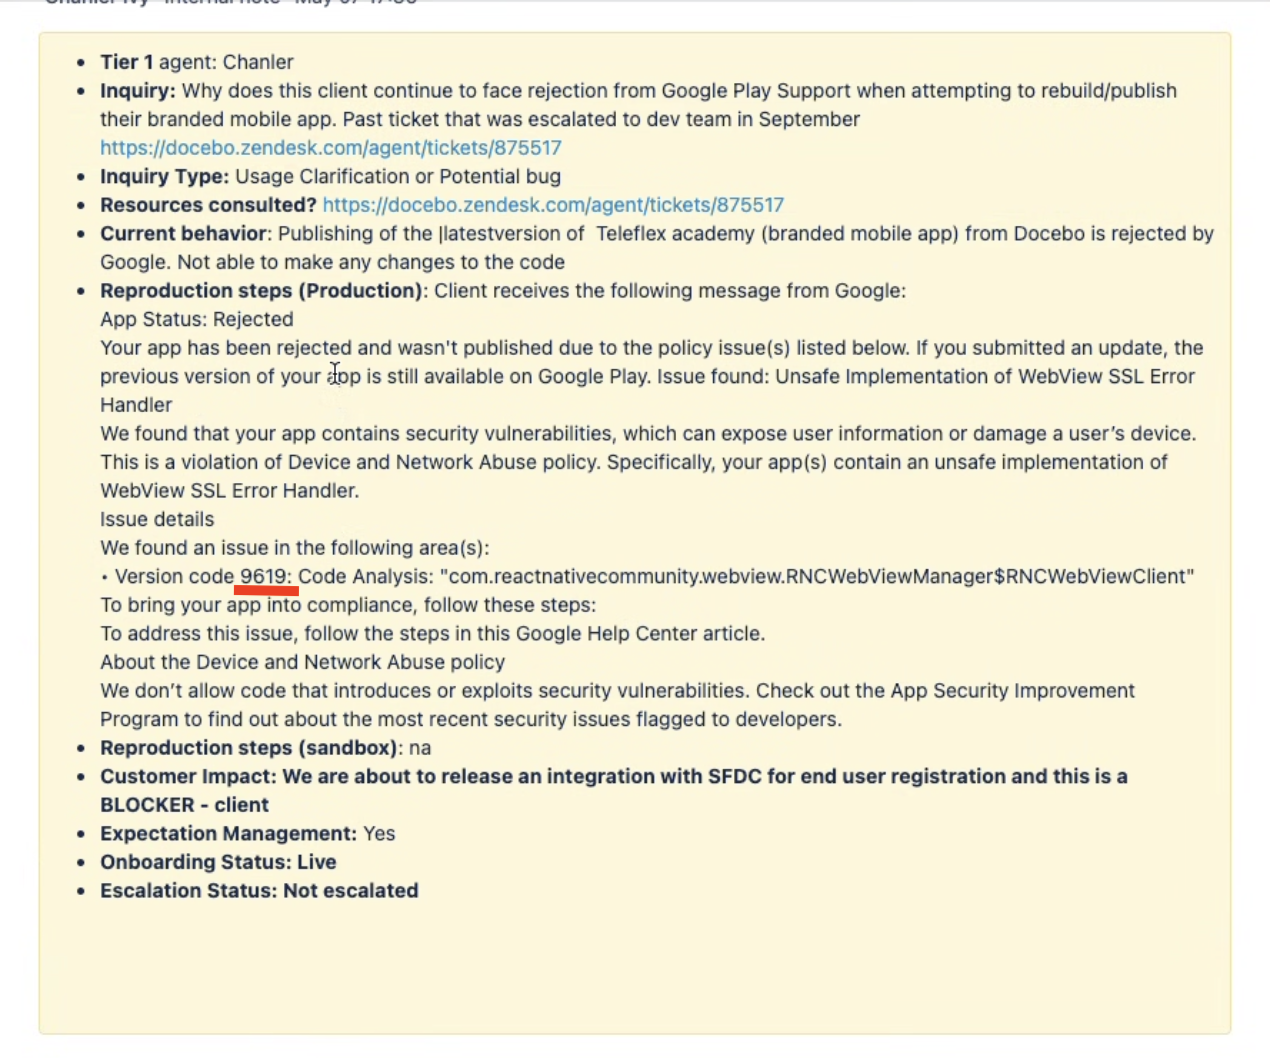 Chanler Ivy Internal note May 07 17:
• Tier 1 agent: Chanler
• Inquiry: Why does this client continue to face rejection from Google Play Support when attempting to rebuild/publish
their branded mobile app. Past ticket that was escalated to dev team in September
https://docebo.zendesk.com/agent/tickets/875517
• Inquiry Type: Usage Clarification or Potential bug
• Resources consulted? https://docebo.zendesk.com/agent/tickets/875517
• Current behavior: Publishing of the |latestversion of  Teleflex academy (branded mobile app) from Docebo is rejected by
Google. Not able to make any changes to the code
• Reproduction steps (Production): Client receives the following message from Google:
App Status: Rejected
Your app has been rejected and wasn't published due to the policy issue(s) listed below. If you submitted an update, the
previous version of your app is still available on Google Play. Issue found: Unsafe Implementation of WebView SSL Error
Handler
We found that your app contains security vulnerabilities, which can expose user information or damage a user’s device.
This is a violation of Device and Network Abuse policy. Specifically, your app(s) contain an unsafe implementation of
WebView SSL Error Handler.
Issue details
We found an issue in the following area(s):
• Version code 9619: Code Analysis: "com.reactnativecommunity.webview.RNCWebViewManager$RNCWebViewClient"
To bring your app into compliance, follow these steps:
To address this issue, follow the steps in this Google Help Center article.
About the Device and Network Abuse policy
We don’t allow code that introduces or exploits security vulnerabilities. Check out the App Security Improvement
Program to find out about the most recent security issues flagged to developers.
• Reproduction steps (sandbox): na
• Customer Impact: We are about to release an integration with SFDC for end user registration and this is a
BLOCKER - client
• Expectation Management: Yes
• Onboarding Status: Live
• Escalation Status: Not escalated